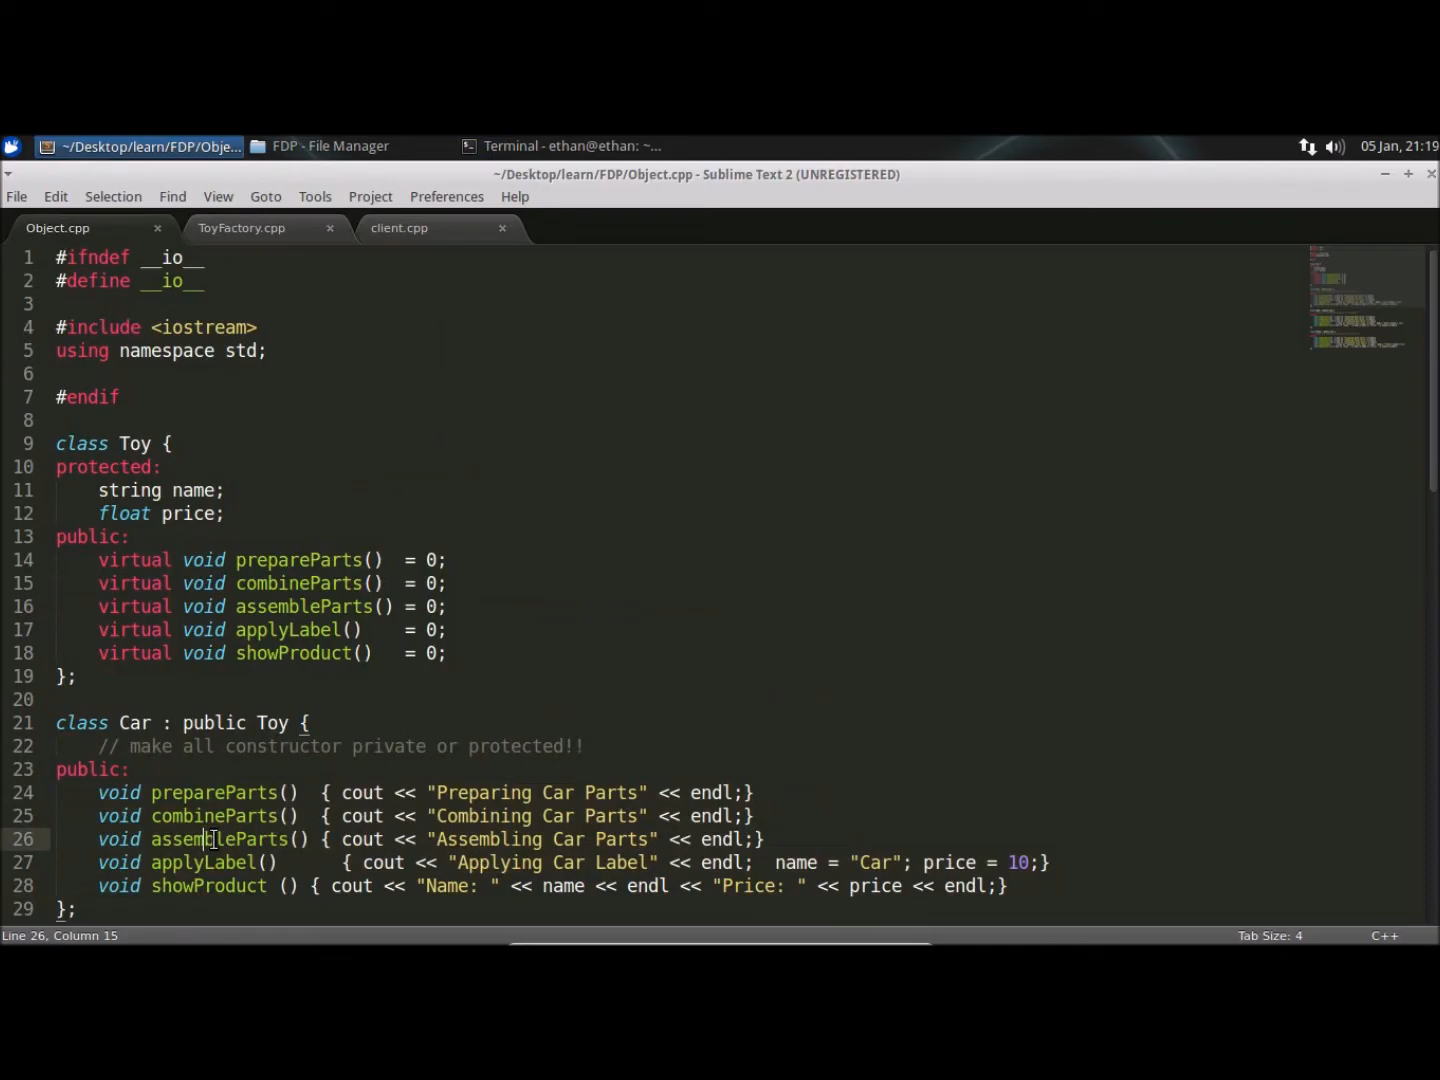 ~/Desktop/learn/FDP/Obje... FDP - File Manager Terminal - ethan@ethan: ~... 05 Jan, 21:19
~/Desktop/learn/FDP/Object.cpp - Sublime Text 2 (UNREGISTERED)
File Edit Selection Find View Goto Tools Project Preferences Help
Object.cpp ToyFactory.cpp client.cpp
1 #ifndef __io__
2 #define __io__
3
4 #include <iostream>
5 using namespace std;
6
7 #endif
8
9 class Toy {
10 protected:
11 string name;
12 float price;
13 public:
14 virtual void prepareParts() = 0;
15 virtual void combineParts() = 0;
16 virtual void assembleParts() = 0;
17 virtual void applyLabel() = 0;
18 virtual void showProduct() = 0;
19 };
20
21 class Car : public Toy {
22 // make all constructor private or protected!!
23 public:
24 void prepareParts() { cout << "Preparing Car Parts" << endl;}
25 void combineParts() { cout << "Combining Car Parts" << endl;}
26 void assembleParts() { cout << "Assembling Car Parts" << endl;}
27 void applyLabel() { cout << "Applying Car Label" << endl; name = "Car"; price = 10;}
28 void showProduct () { cout << "Name: " << name << endl << "Price: " << price << endl;}
29 };
Line 26, Column 15 Tab Size: 4 C++